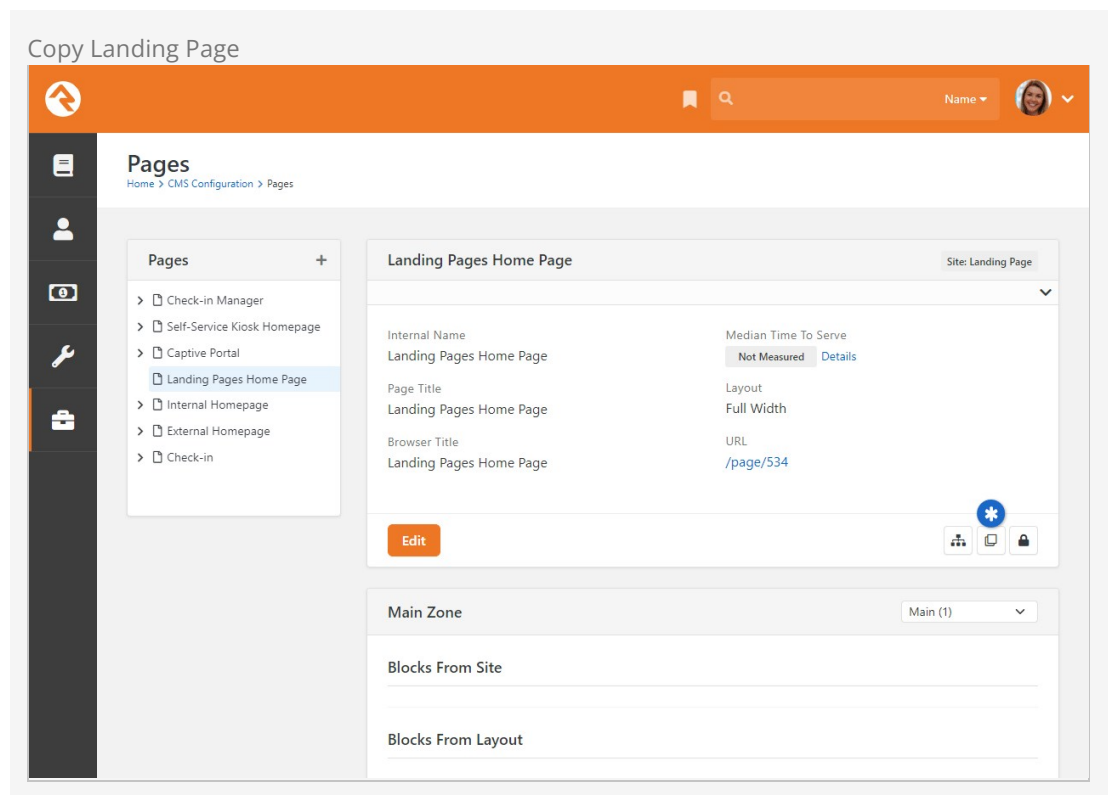 Copy Landing Page
Name
Pages
Home > CMS Configuration > Pages
Pages +
Check-in Manager
Self-Service Kiosk Homepage
Captive Portal
Landing Pages Home Page
Internal Homepage
External Homepage
Check-in
Landing Pages Home Page
Site: Landing Page
Internal Name
Landing Pages Home Page
Median Time To Serve
Not Measured Details
Page Title
Landing Pages Home Page
Layout
Full Width
Browser Title
Landing Pages Home Page
URL
/page/534
Edit
Main Zone
Main (1)
Blocks From Site
Blocks From Layout